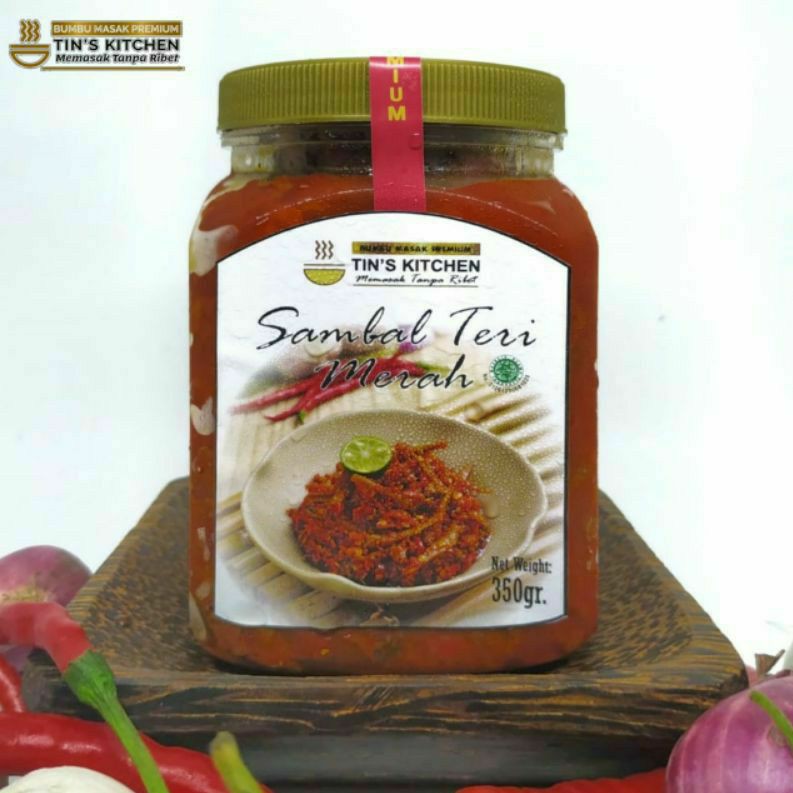 BUMBU MASAK PREMIUM
TIN'S KITCHEN
Memasak Tanpa Ribet
MIUM
BUMBU MASAK PREMIUM
TIN'S KITCHEN
Memasak Tanpa Ribet
Sambal Teri
Merah
Net Weight:
350gr.